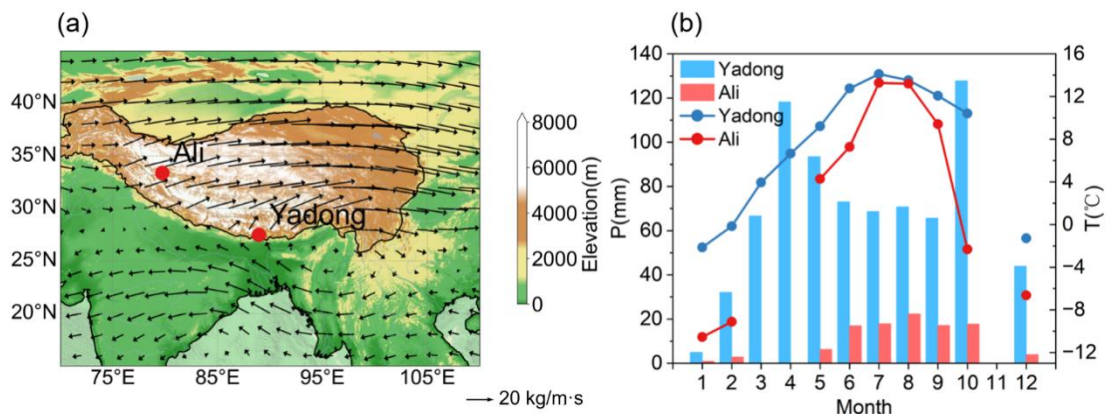 (a)
40°N
35°N
30°N
25°N
20°N
75°E 85°E 95°E 105°E
Ali
Yadong
8000
6000
4000
2000
0
Elevation(m)
20 kg/m·s
(b)
140
120
100
80
60
40
20
0
P(mm)
Yadong
Ali
Yadong
Ali
16
12
8
4
0
−4
−8
−12
T(℃)
1 2 3 4 5 6 7 8 9 10 11 12
Month